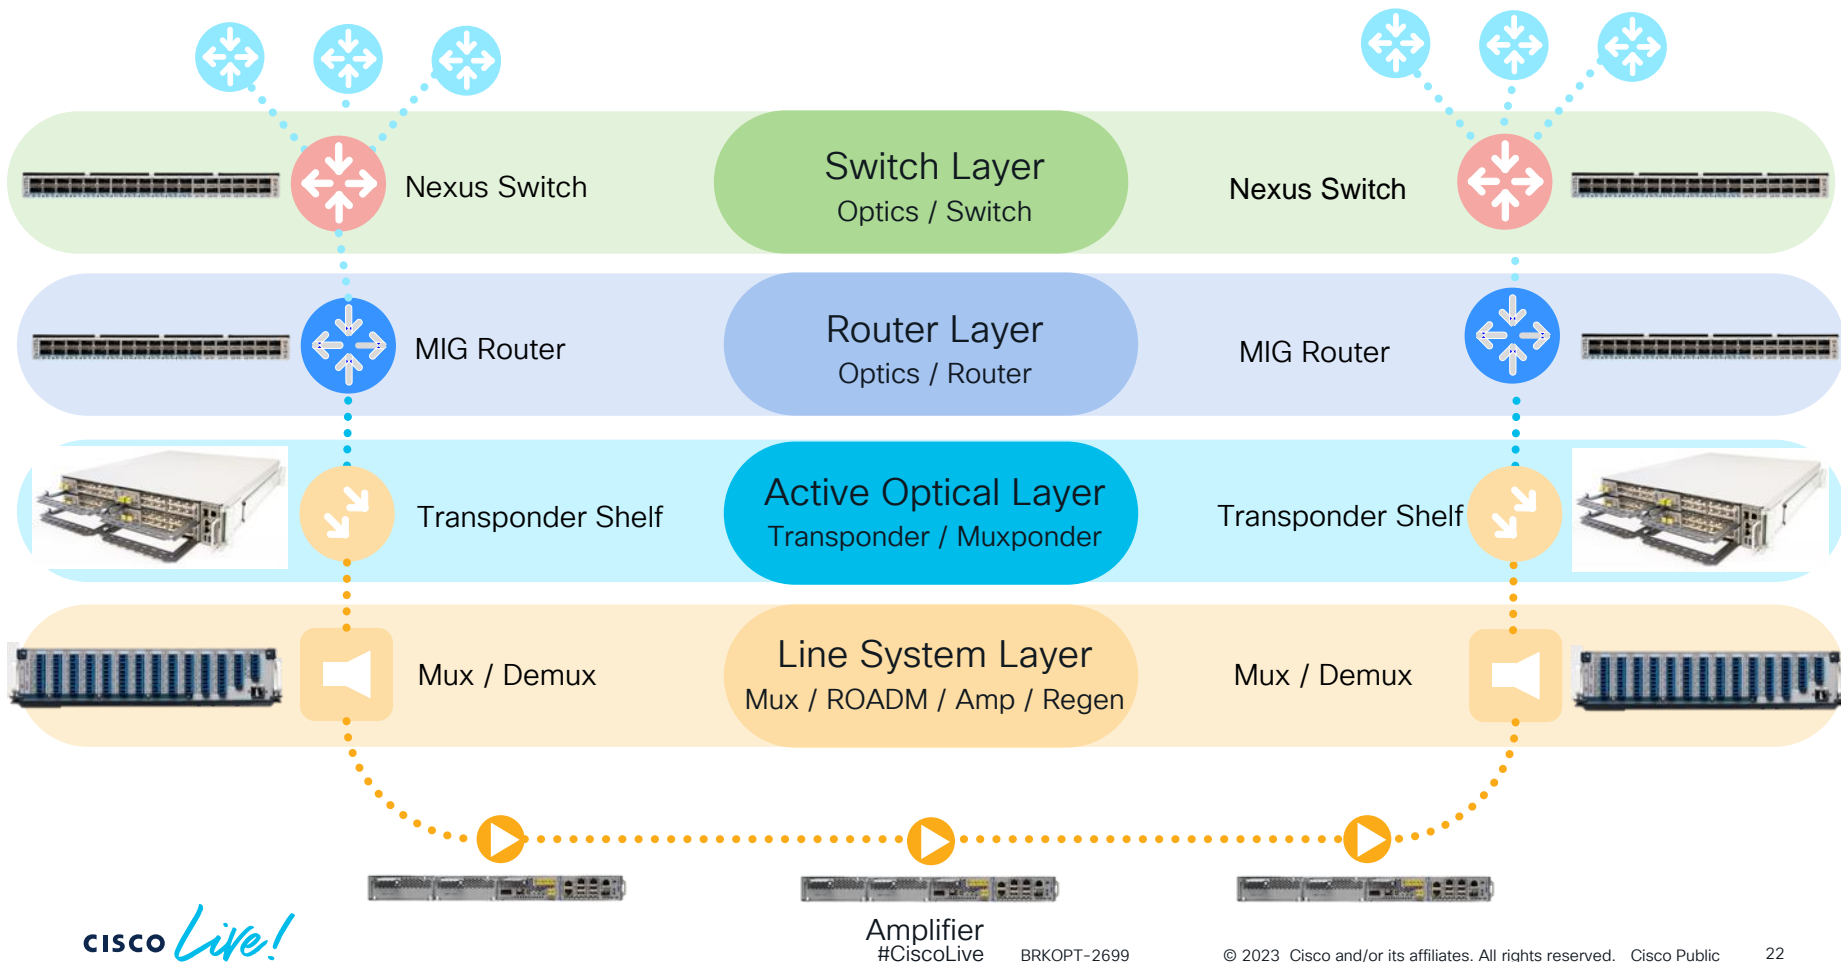 Nexus Switch
Switch Layer
Optics / Switch
Nexus Switch
MIG Router
Router Layer
Optics / Router
MIG Router
Transponder Shelf
Active Optical Layer
Transponder / Muxponder
Transponder Shelf
Mux / Demux
Line System Layer
Mux / ROADM / Amp / Regen
Mux / Demux
Amplifier
CISCO Live!
#CiscoLive
BRKOPT-2699
© 2023 Cisco and/or its affiliates. All rights reserved. Cisco Public
22